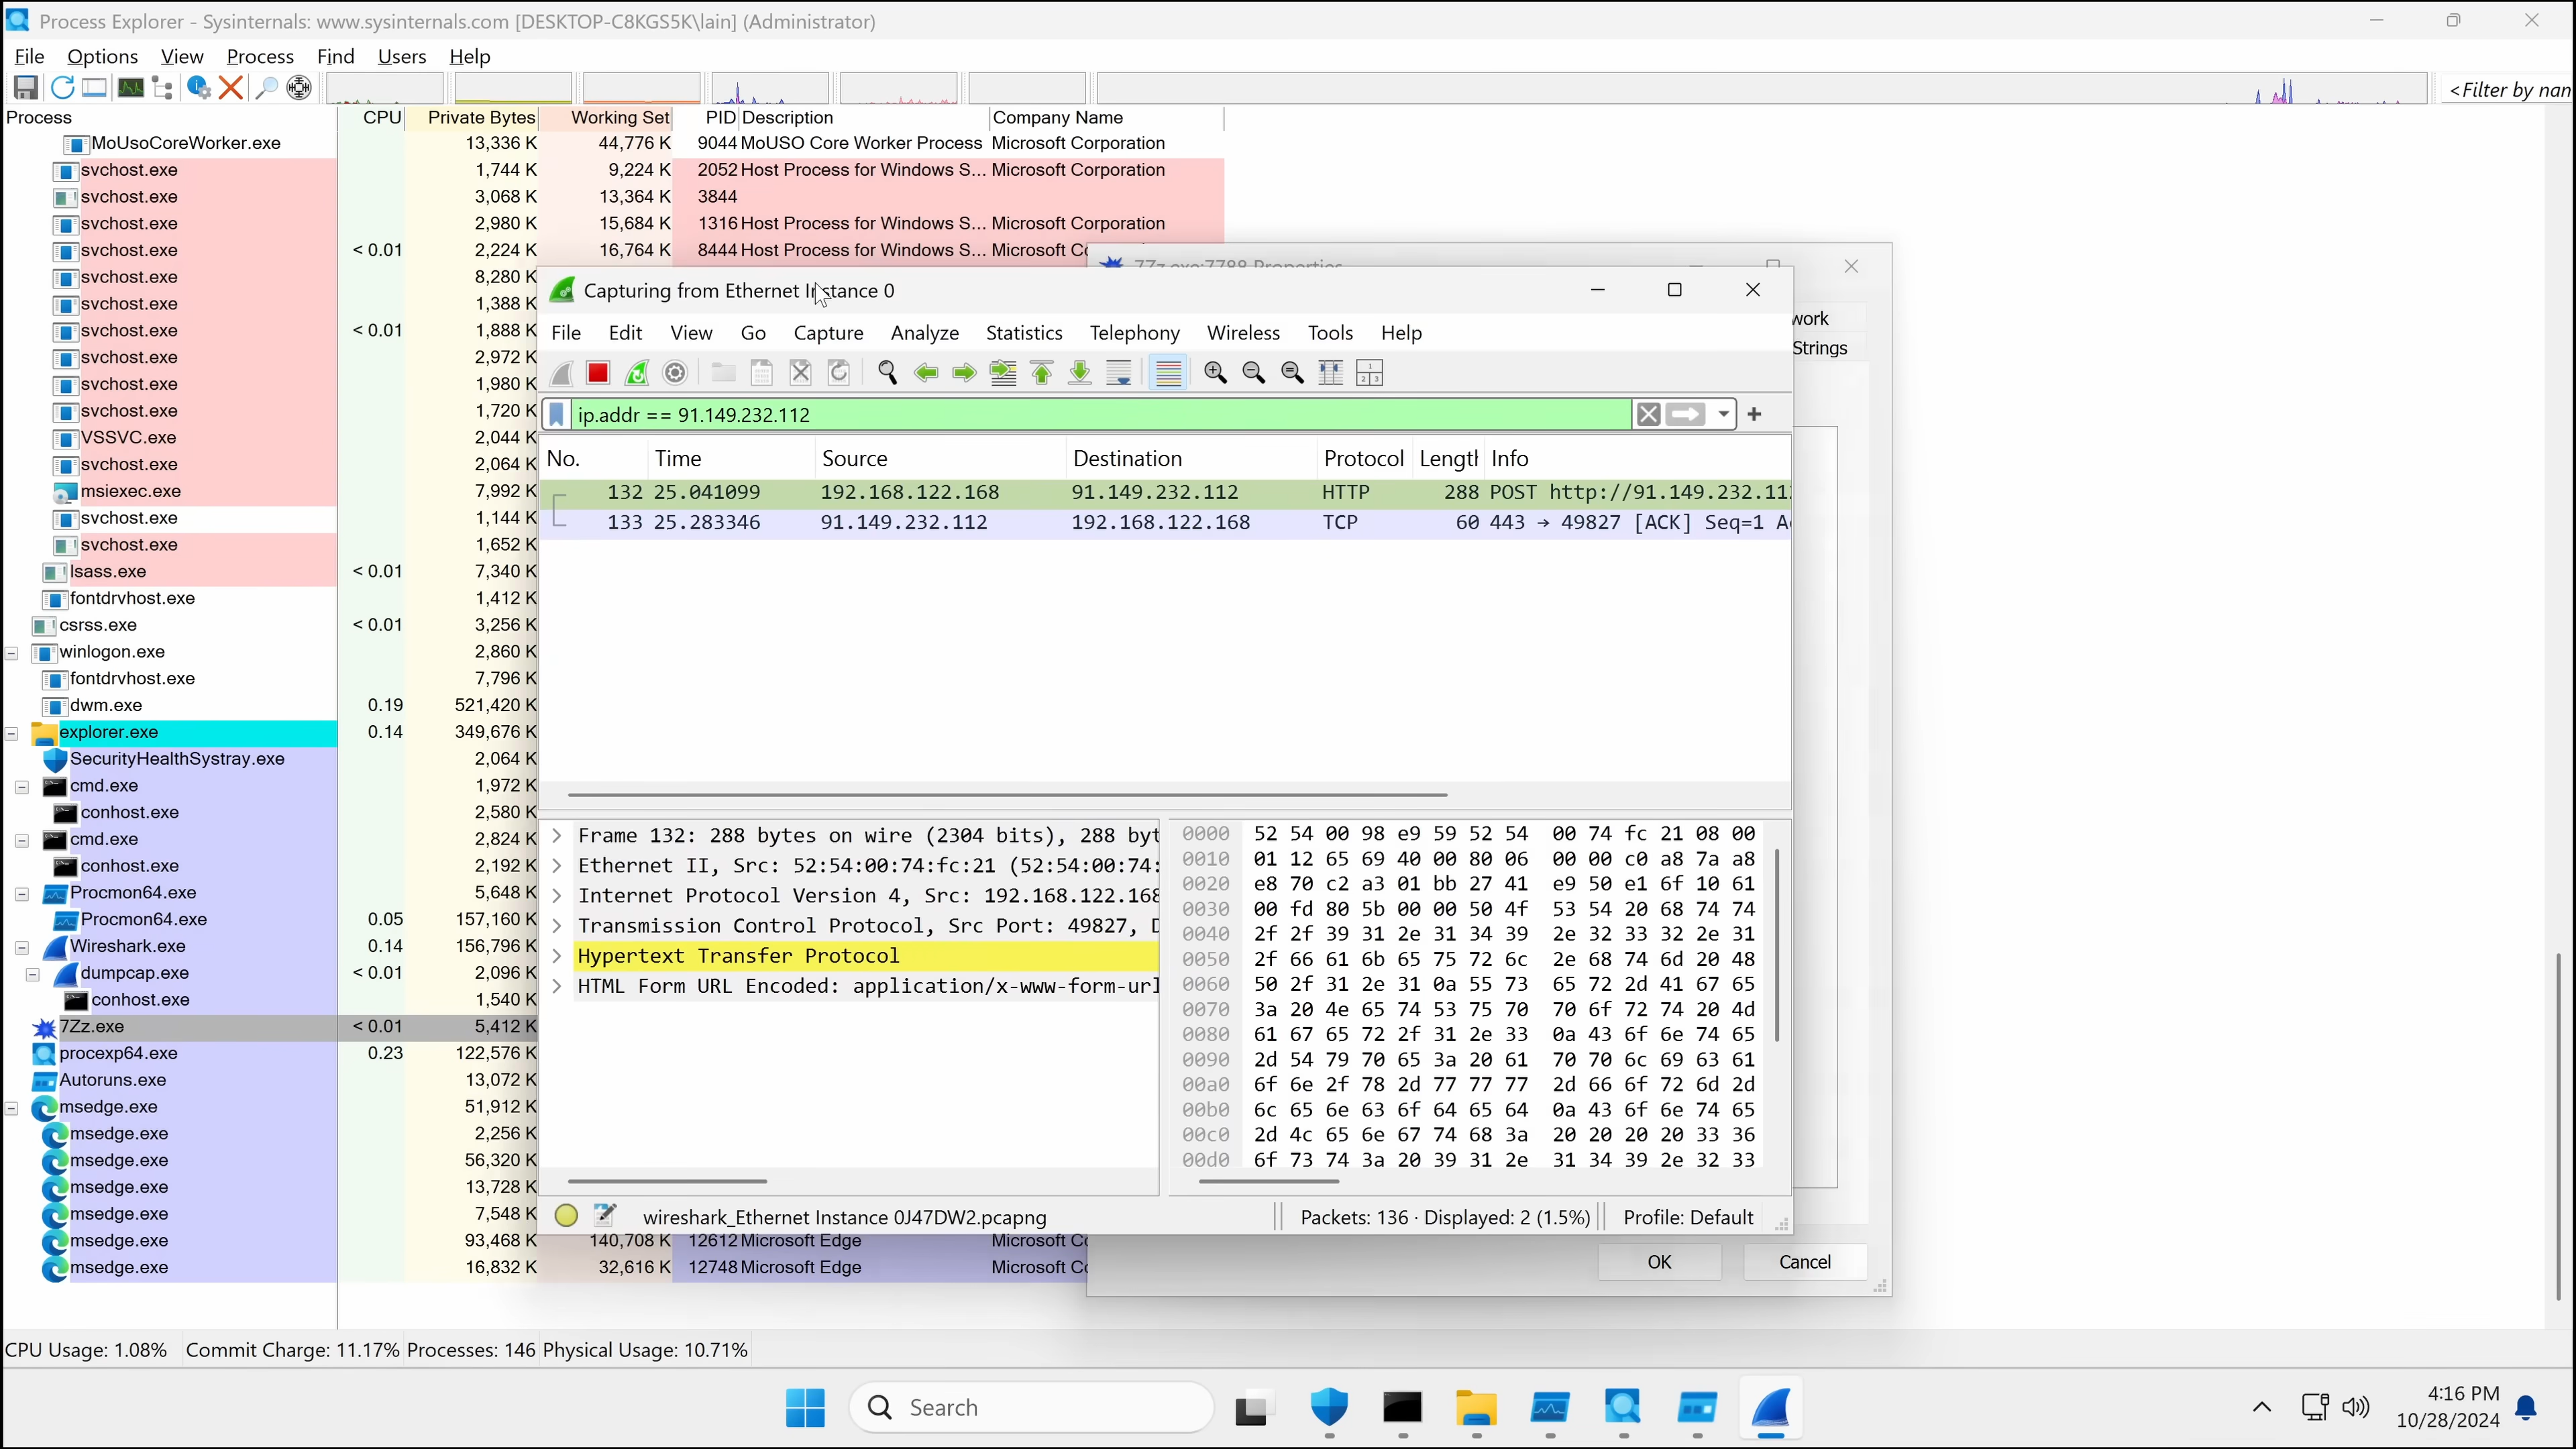 Process Explorer - Sysinternals: www.sysinternals.com [DESKTOP-C8KGS5K\lain] (Administrator)
File Options View Process Find Users Help
<Filter by nan
Process CPU Private Bytes Working Set PID Description Company Name
MoUsoCoreWorker.exe 13,336 K 44,776 K 9044 MoUSO Core Worker Process Microsoft Corporation
svchost.exe 1,744 K 9,224 K 2052 Host Process for Windows S... Microsoft Corporation
svchost.exe 3,068 K 13,364 K 3844
svchost.exe 2,980 K 15,684 K 1316 Host Process for Windows S... Microsoft Corporation
svchost.exe < 0.01 2,224 K 16,764 K 8444 Host Process for Windows S... Microsoft Co
svchost.exe 8,280 K
svchost.exe 1,388 K
svchost.exe < 0.01 1,888 K
svchost.exe 2,972 K
svchost.exe 1,980 K
svchost.exe 1,720 K
VSSVC.exe 2,044 K
svchost.exe 2,064 K
msiexec.exe 7,992 K
svchost.exe 1,144 K
svchost.exe 1,652 K
lsass.exe < 0.01 7,340 K
fontdrvhost.exe 1,412 K
csrss.exe < 0.01 3,256 K
winlogon.exe 2,860 K
fontdrvhost.exe 7,796 K
dwm.exe 0.19 521,420 K
explorer.exe 0.14 349,676 K
SecurityHealthSystray.exe 2,064 K
cmd.exe 1,972 K
conhost.exe 2,580 K
cmd.exe 2,824 K
conhost.exe 2,192 K
Procmon64.exe 5,648 K
Procmon64.exe 0.05 157,160 K
Wireshark.exe 0.14 156,796 K
dumpcap.exe < 0.01 2,096 K
conhost.exe 1,540 K
7Zz.exe < 0.01 5,412 K
procexp64.exe 0.23 122,576 K
Autoruns.exe 13,072 K
msedge.exe 51,912 K
msedge.exe 2,256 K
msedge.exe 56,320 K
msedge.exe 13,728 K
msedge.exe 7,548 K
msedge.exe 93,468 K 140,708 K 12612 Microsoft Edge Microsoft Co
msedge.exe 16,832 K 32,616 K 12748 Microsoft Edge Microsoft Co
CPU Usage: 1.08% Commit Charge: 11.17% Processes: 146 Physical Usage: 10.71%
7Zz.exe:7788 Properties
work
Strings
OK Cancel
Capturing from Ethernet Instance 0
File Edit View Go Capture Analyze Statistics Telephony Wireless Tools Help
ip.addr == 91.149.232.112
No. Time Source Destination Protocol Length Info
132 25.041099 192.168.122.168 91.149.232.112 HTTP 288 POST http://91.149.232.112
133 25.283346 91.149.232.112 192.168.122.168 TCP 60 443 → 49827 [ACK] Seq=1 A
Frame 132: 288 bytes on wire (2304 bits), 288 byt
Ethernet II, Src: 52:54:00:74:fc:21 (52:54:00:74:
Internet Protocol Version 4, Src: 192.168.122.168
Transmission Control Protocol, Src Port: 49827, D
Hypertext Transfer Protocol
HTML Form URL Encoded: application/x-www-form-url
0000 52 54 00 98 e9 59 52 54 00 74 fc 21 08 00
0010 01 12 65 69 40 00 80 06 00 00 c0 a8 7a a8
0020 e8 70 c2 a3 01 bb 27 41 e9 50 e1 6f 10 61
0030 00 fd 80 5b 00 00 50 4f 53 54 20 68 74 74
0040 2f 2f 39 31 2e 31 34 39 2e 32 33 32 2e 31
0050 2f 66 61 6b 65 75 72 6c 2e 68 74 6d 20 48
0060 50 2f 31 2e 31 0a 55 73 65 72 2d 41 67 65
0070 3a 20 4e 65 74 53 75 70 70 6f 72 74 20 4d
0080 61 67 65 72 2f 31 2e 33 0a 43 6f 6e 74 65
0090 2d 54 79 70 65 3a 20 61 70 70 6c 69 63 61
00a0 6f 6e 2f 78 2d 77 77 77 2d 66 6f 72 6d 2d
00b0 6c 65 6e 63 6f 64 65 64 0a 43 6f 6e 74 65
00c0 2d 4c 65 6e 67 74 68 3a 20 20 20 20 33 36
00d0 6f 73 74 3a 20 39 31 2e 31 34 39 2e 32 33
wireshark_Ethernet Instance 0J47DW2.pcapng Packets: 136 · Displayed: 2 (1.5%) Profile: Default
Search
4:16 PM
10/28/2024